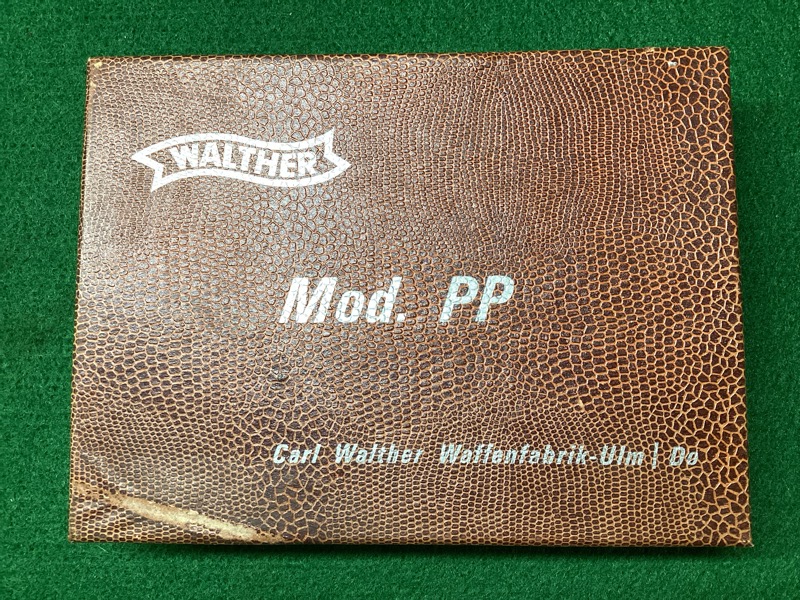 WALTHER
Mod. PP
Carl Walther Waffenfabrik-Ulm | Do